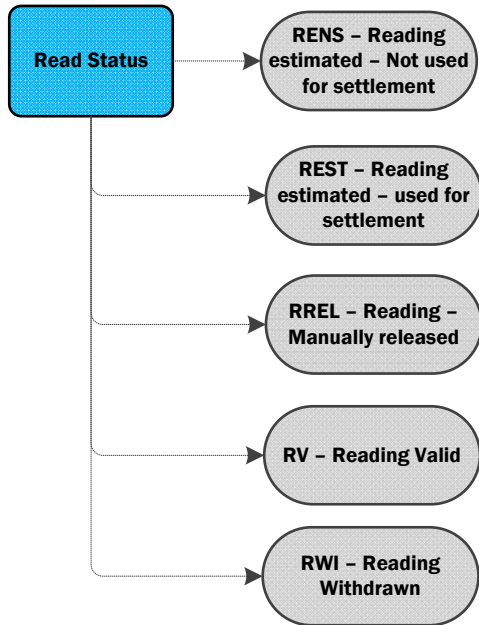 Read Status
RENS – Reading
estimated – Not used
for settlement
REST – Reading
estimated – used for
settlement
RREL – Reading –
Manually released
RV – Reading Valid
RWI – Reading
Withdrawn